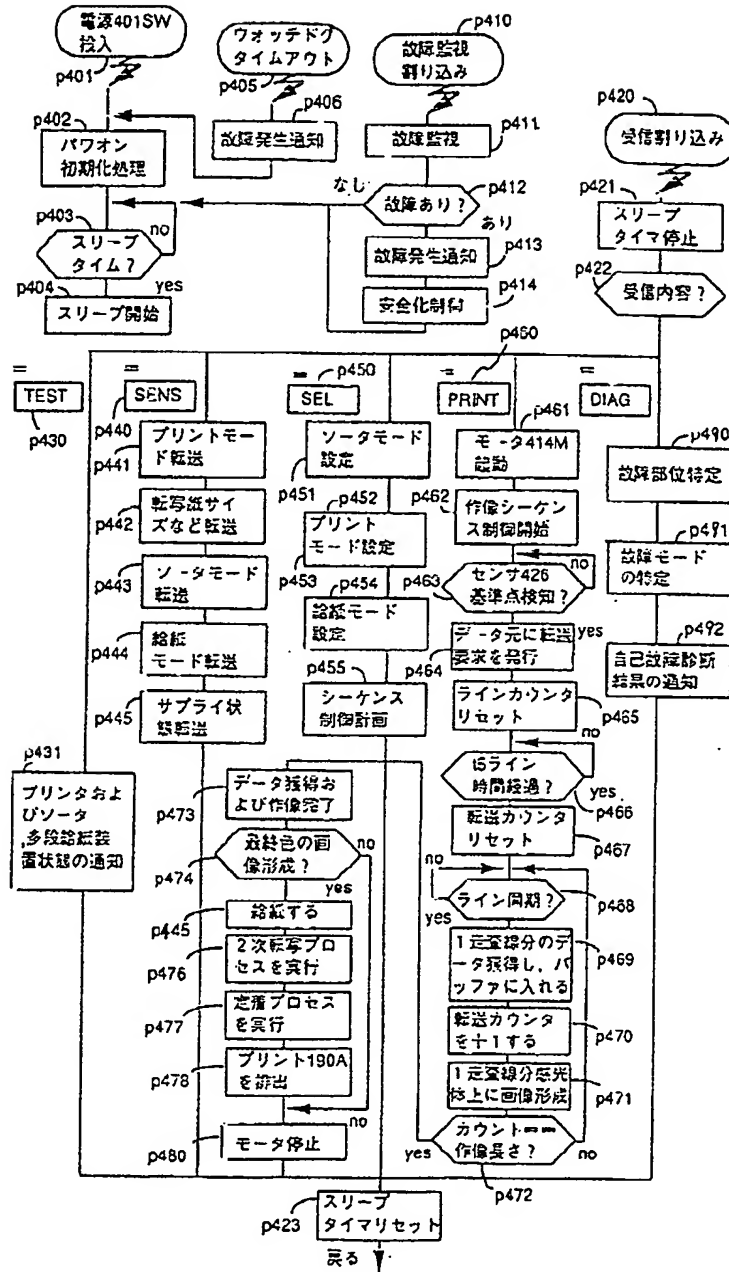 電源401SW
投入
p401
ウォッチドグ
タイムアウト
p405
p410
故障監視
割り込み
p402
パワオン
初期化処理
p406
故障発生通知
故障監視
p411
p420
受信割り込み
p421
スリープ
タイマ停止
p403
スリープ
タイム?
no
yes
p404
スリープ開始
なし
故障あり?
p412
あり
p413
故障発生通知
p414
安全化制御
p422
受信内容?
=
TEST
p430
=
SENS
p440
=
p450
SEL
=
p460
PRINT
=
DIAG
プリントモー
ド転送
p441
転写紙サイ
ズなど転送
p442
ソータモード
転送
p443
給紙
モード転送
p444
サプライ状
態転送
p445
ソータモード
設定
p451
p452
プリント
モード設定
p453
p454
給紙モード
設定
p455
シーケンス
制御計画
p461
モータ414M
起動
p462
作像シーケン
ス制御開始
p463
センサ426
基準点検知?
no
yes
データ元に転送
要求を発行
p464
ラインカウンタ
リセット
p465
no
ライン
時間経過?
yes
p466
転送カウンタ
リセット
p467
no
ライン同期?
yes
p468
1走査線分のデ
ータ獲得し,バ
ッファに入れる
p469
転送カウンタ
を+1する
p470
1走査線分感光
体上に画像形成
p471
カウント==
作像長さ?
yes
no
p472
p490
故障部位特定
p491
故障モード
の特定
p492
自己故障診断
結果の通知
p431
プリンタおよ
びソータ
,多段給紙装
置状態の通知
p473
データ獲得お
よび作像完了
p474
最終色の画
像形成?
no
yes
p445
給紙する
p476
2次転写プロ
セスを実行
p477
定着プロセス
を実行
p478
プリント190A
を排出
no
p480
モータ停止
p423
スリープ
タイマリセット
戻る